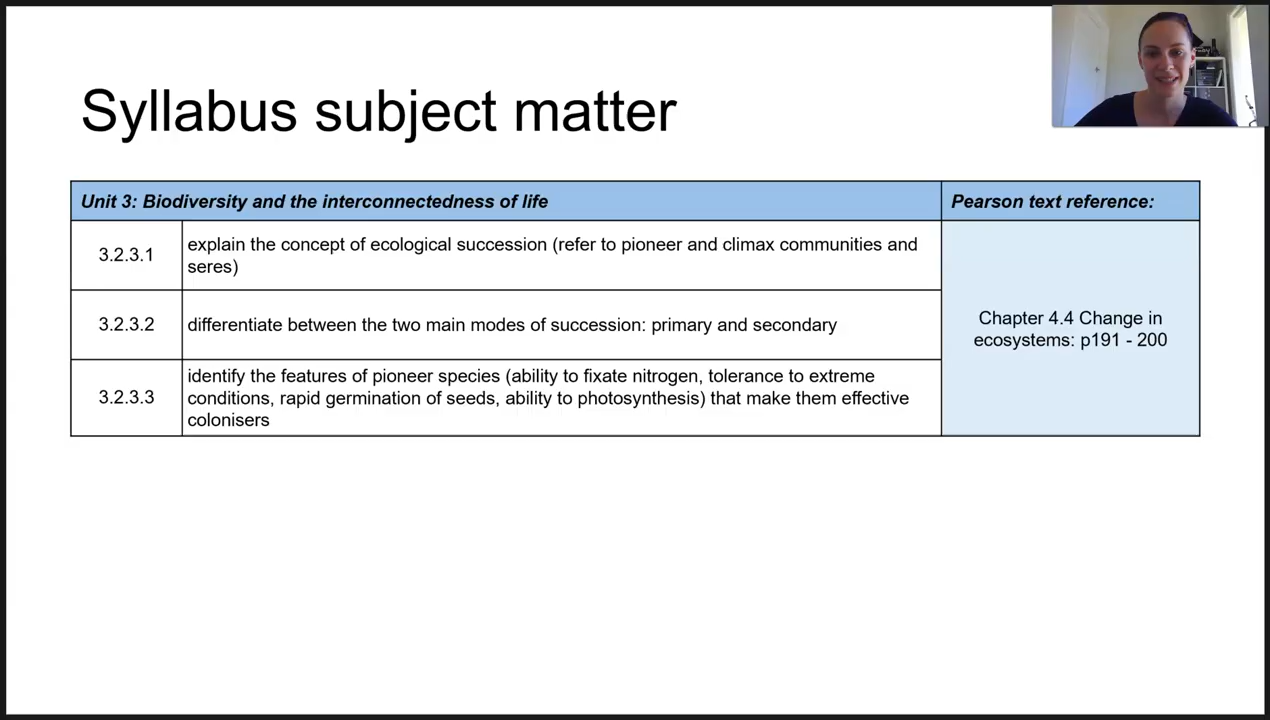 Syllabus subject matter
Unit 3: Biodiversity and the interconnectedness of life
Pearson text reference:
3.2.3.1
explain the concept of ecological succession (refer to pioneer and climax communities and
seres)
3.2.3.2
differentiate between the two main modes of succession: primary and secondary
3.2.3.3
identify the features of pioneer species (ability to fixate nitrogen, tolerance to extreme
conditions, rapid germination of seeds, ability to photosynthesis) that make them effective
colonisers
Chapter 4.4 Change in
ecosystems: p191 - 200